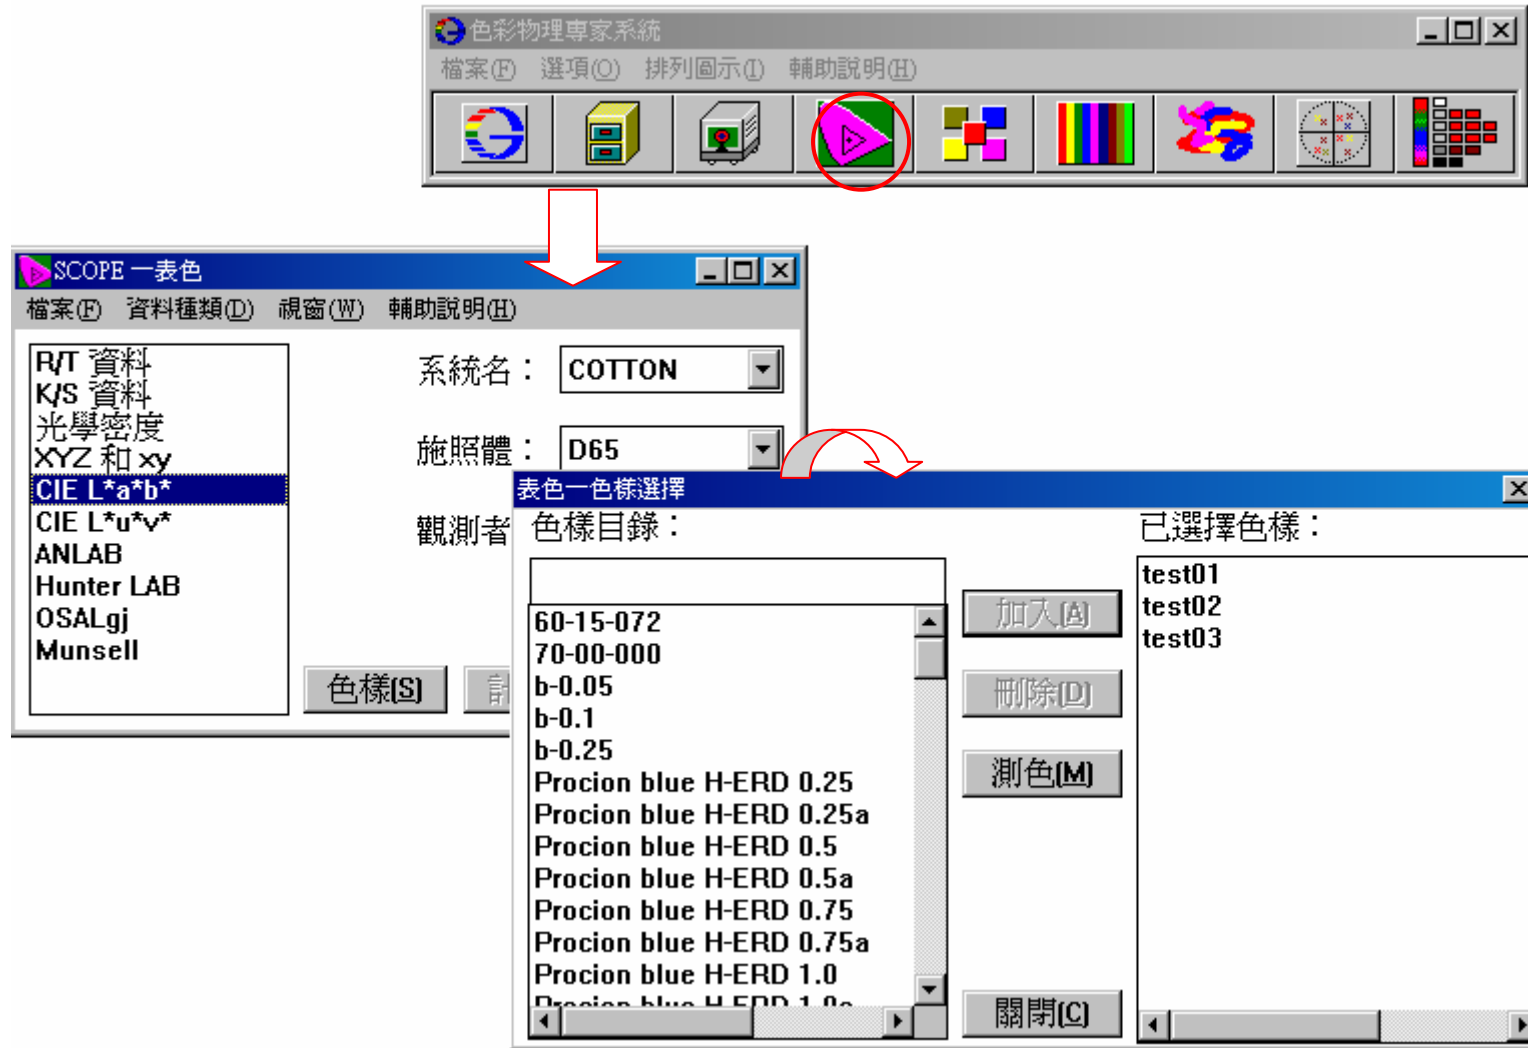 色彩物理專家系統
檔案(F) 選項(O) 排列圖示(I) 輔助說明(H)
SCOPE 一表色
檔案(F) 資料種類(D) 視窗(W) 輔助說明(H)
R/T 資料
K/S 資料
光學密度
XYZ 和 xy
CIE L*a*b*
CIE L*u*v*
ANLAB
Hunter LAB
OSALgj
Munsell
系統名： COTTON
施照體： D65
觀測者
色樣(S) 計
表色一色樣選擇
色樣目錄：
60-15-072
70-00-000
b-0.05
b-0.1
b-0.25
Procion blue H-ERD 0.25
Procion blue H-ERD 0.25a
Procion blue H-ERD 0.5
Procion blue H-ERD 0.5a
Procion blue H-ERD 0.75
Procion blue H-ERD 0.75a
Procion blue H-ERD 1.0
加入(A)
刪除(D)
測色(M)
關閉(C)
已選擇色樣：
test01
test02
test03